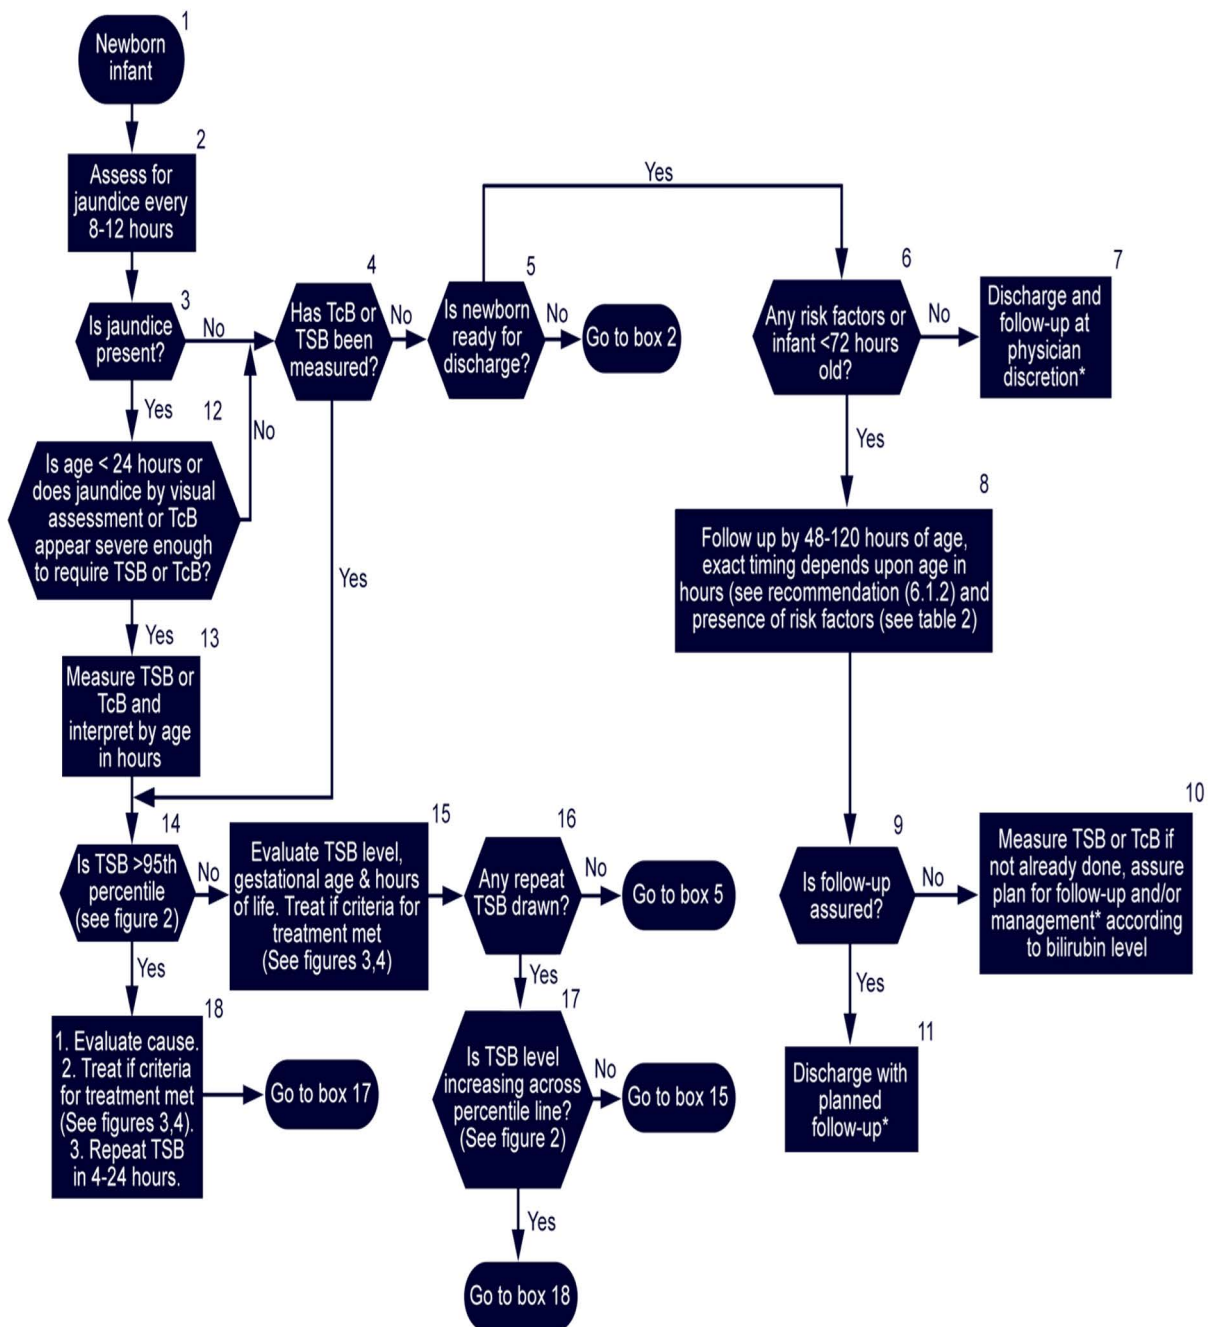 1
Newborn
infant
2
Assess for
jaundice every
8-12 hours
3
Is jaundice
present?
No
Yes
4
Has TcB or
TSB been
measured?
No
Yes
5
Is newborn
ready for
discharge?
No
Go to box 2
Yes
6
Any risk factors or
infant <72 hours
old?
No
7
Discharge and
follow-up at
physician
discretion*
Yes
8
Follow up by 48-120 hours of age,
exact timing depends upon age in
hours (see recommendation (6.1.2) and
presence of risk factors (see table 2)
9
Is follow-up
assured?
No
10
Measure TSB or TcB if
not already done, assure
plan for follow-up and/or
management* according
to bilirubin level
Yes
11
Discharge with
planned
follow-up*
12
Is age < 24 hours or
does jaundice by visual
assessment or TcB
appear severe enough
to require TSB or TcB?
No
Yes
13
Measure TSB or
TcB and
interpret by age
in hours
14
Is TSB >95th
percentile
(see figure 2)
No
Yes
15
Evaluate TSB level,
gestational age & hours
of life. Treat if criteria for
treatment met
(See figures 3,4)
16
Any repeat
TSB drawn?
No
Go to box 5
Yes
17
Is TSB level
increasing across
percentile line?
(See figure 2)
No
Go to box 15
Yes
Go to box 18
18
1. Evaluate cause.
2. Treat if criteria
for treatment met
(See figures 3,4).
3. Repeat TSB
in 4-24 hours.
Go to box 17